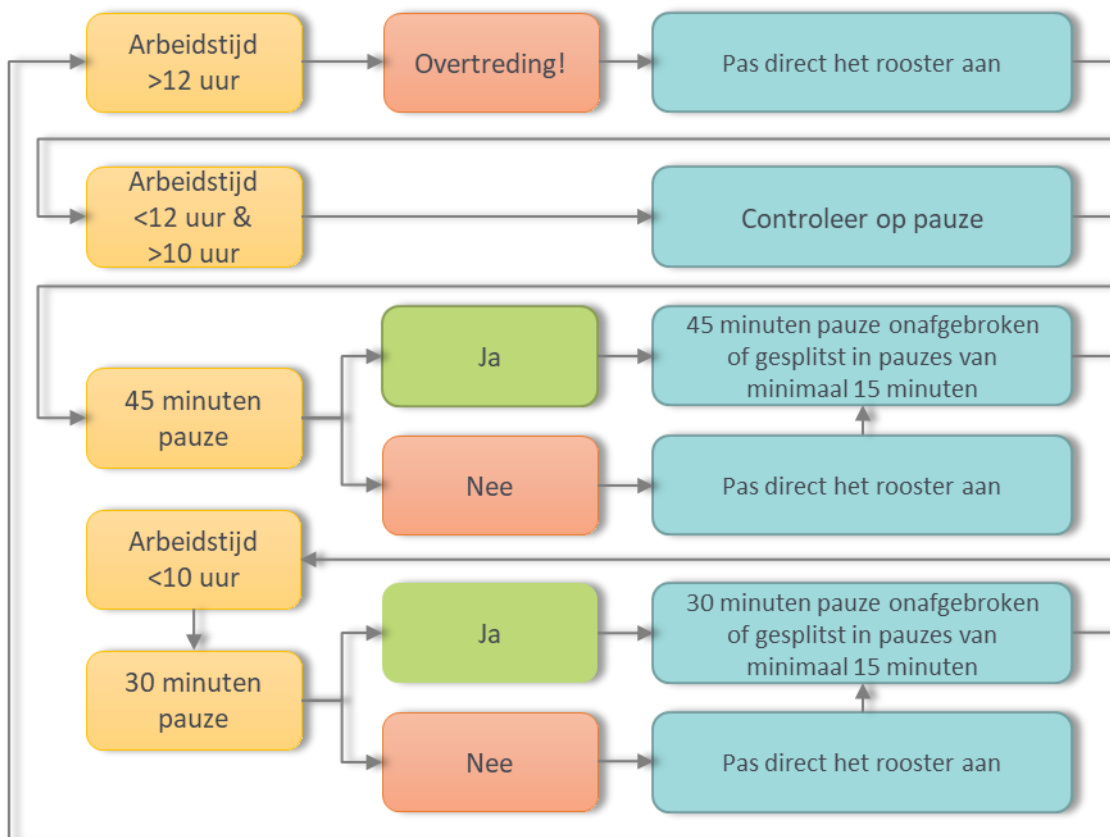 Arbeidstijd
>12 uur
Overtreding!
Pas direct het rooster aan
Arbeidstijd
<12 uur &
>10 uur
Controleer op pauze
45 minuten
pauze
Ja
45 minuten pauze onafgebroken
of gesplitst in pauzes van
minimaal 15 minuten
Nee
Pas direct het rooster aan
Arbeidstijd
<10 uur
30 minuten
pauze
Ja
30 minuten pauze onafgebroken
of gesplitst in pauzes van
minimaal 15 minuten
Nee
Pas direct het rooster aan